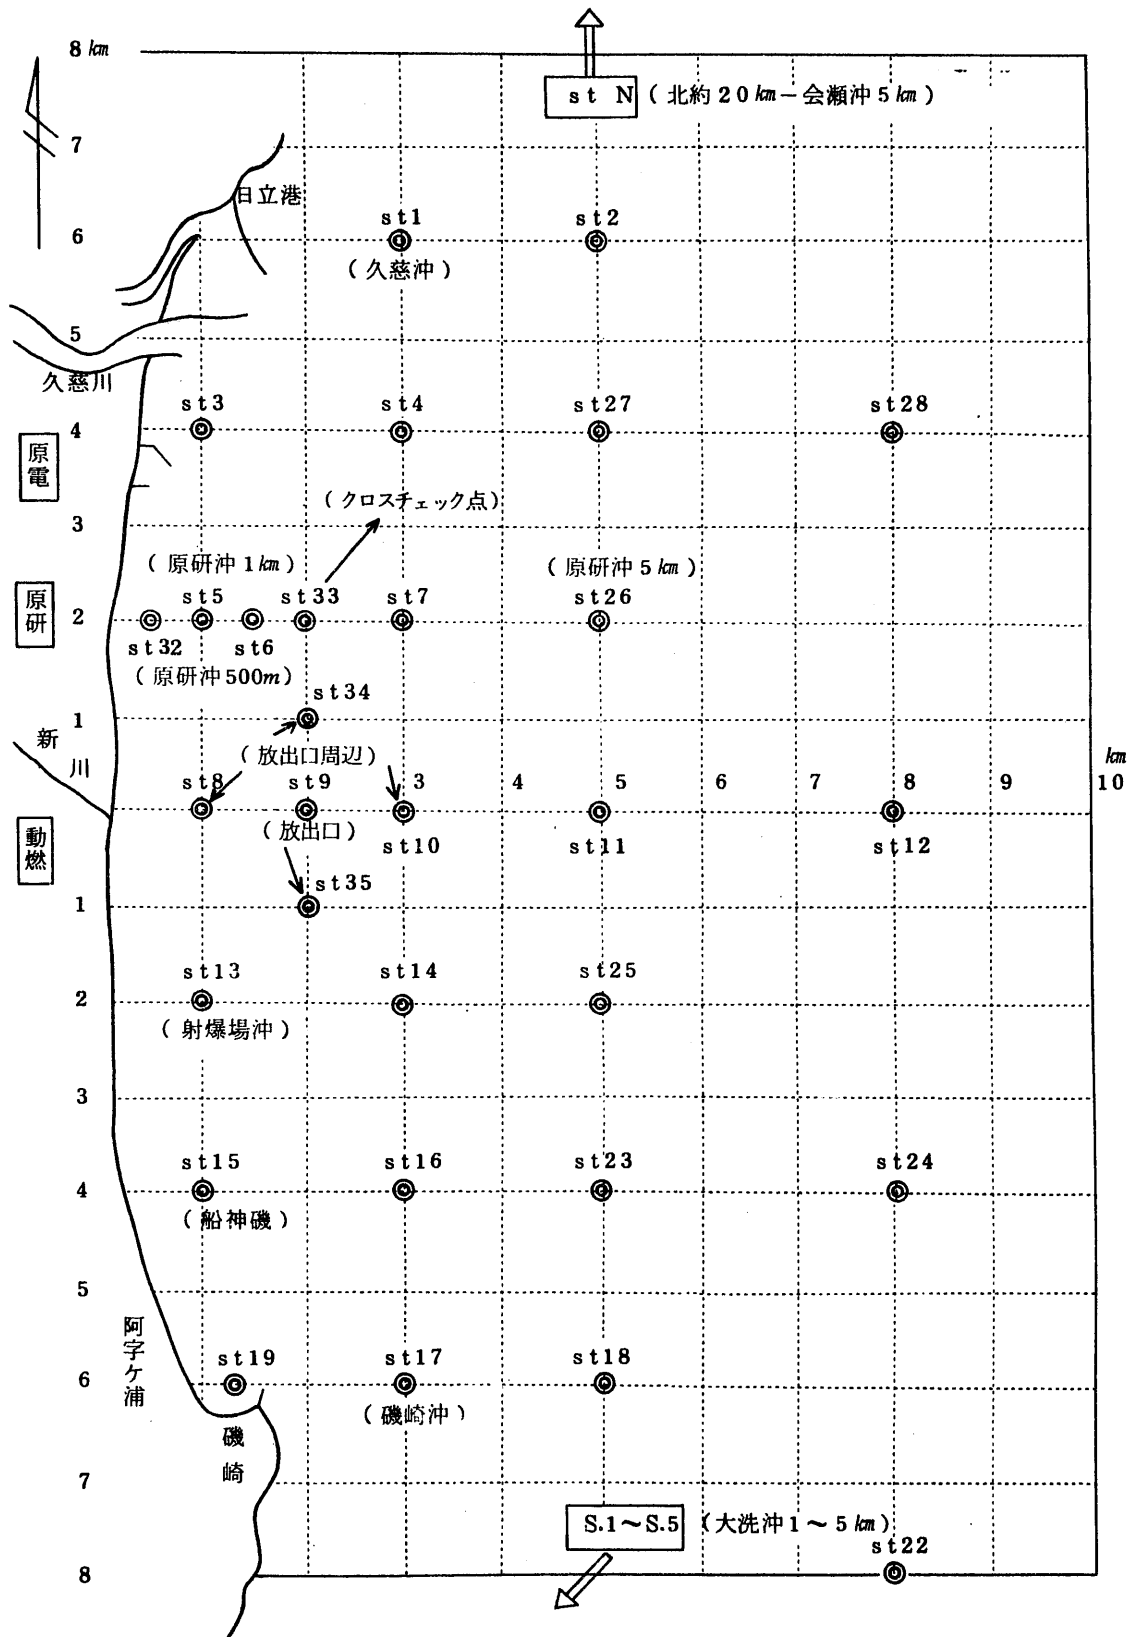 8 km
st N (北約20km－会瀬沖5km)
7
日立港
st1 st2
6
(久慈沖)
5
久慈川
st3 st4 st27 st28
4
原電
(クロスチェック点)
3
(原研沖1km) (原研沖5km)
原研
st5 st33 st7 st26
2
st32 st6
(原研沖500m)
st34
1
新川
(放出口周辺)
km
st8 st9 3 4 5 6 7 8 9 10
(放出口)
動燃
st10 st11 st12
st35
1
st13 st14 st25
2
(射爆場沖)
3
st15 st16 st23 st24
4
(船神磯)
5
阿字ケ浦
st19 st17 st18
6
(磯崎沖)
磯崎
7
S.1～S.5 (大洗沖1～5km)
st22
8